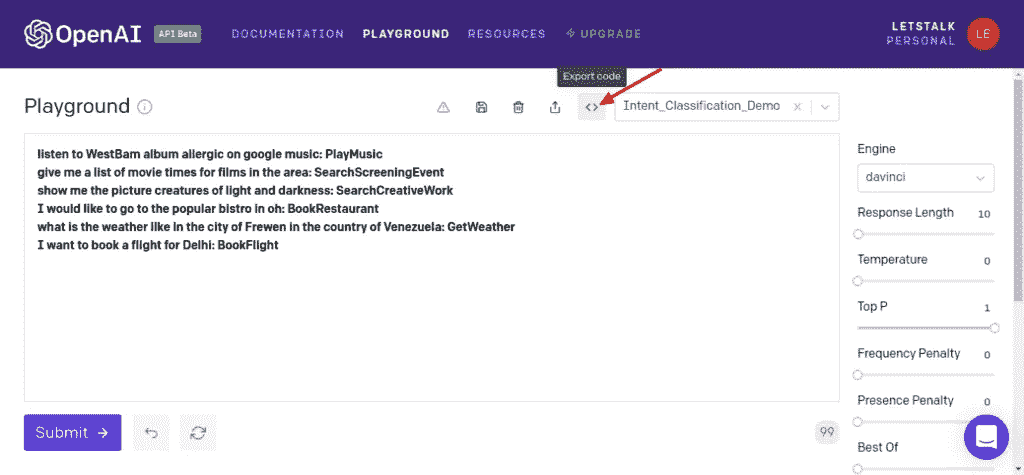 OpenAI API Beta DOCUMENTATION PLAYGROUND RESOURCES UPGRADE
LETSTALK
PERSONAL
LE
Export code
Playground
Intent_Classification_Demo
listen to WestBam album allergic on google music: PlayMusic
give me a list of movie times for films in the area: SearchScreeningEvent
show me the picture creatures of light and darkness: SearchCreativeWork
I would like to go to the popular bistro in oh: BookRestaurant
what is the weather like in the city of Frewen in the country of Venezuela: GetWeather
I want to book a flight for Delhi: BookFlight
Submit
99
Engine
davinci
Response Length 10
Temperature 0
Top P 1
Frequency Penalty 0
Presence Penalty 0
Best Of